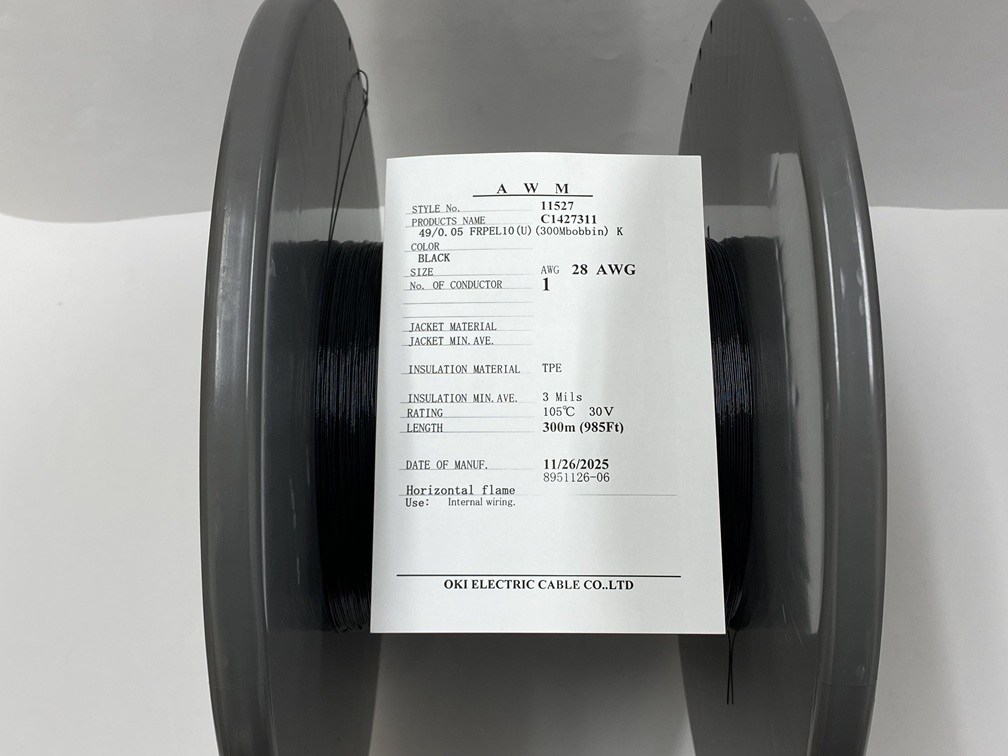 A W M
STYLE No. 11527
PRODUCTS NAME C1427311
49/0.05 FRPEL10(U)(300Mbobbin) K
COLOR
BLACK
SIZE AWG 28 AWG
No. OF CONDUCTOR 1
JACKET MATERIAL
JACKET MIN.AVE.
INSULATION MATERIAL TPE
INSULATION MIN.AVE. 3 Mils
RATING 105℃ 30V
LENGTH 300m (985Ft)
DATE OF MANUF. 11/26/2025
8951126-06
Horizontal flame
Use: Internal wiring.
OKI ELECTRIC CABLE CO.,LTD